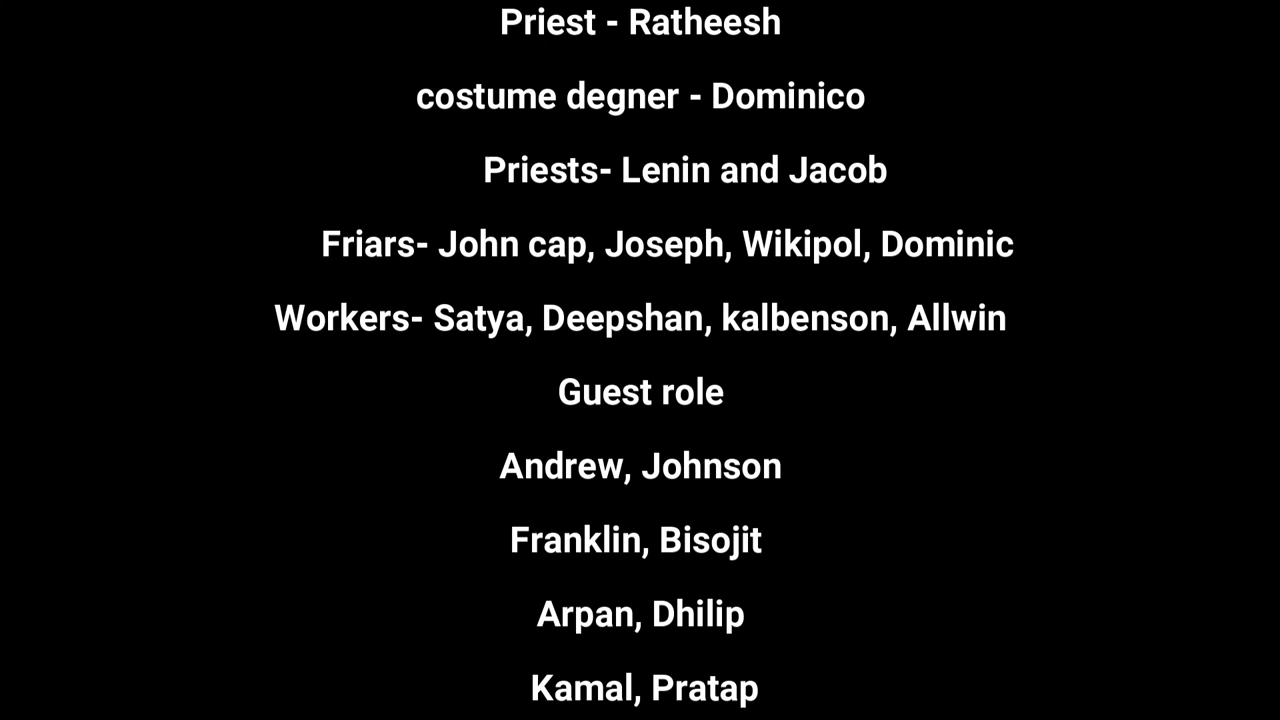 Priest - Ratheesh
costume degner - Dominico
Priests- Lenin and Jacob
Friars- John cap, Joseph, Wikipol, Dominic
Workers- Satya, Deepshan, kalbenson, Allwin
Guest role
Andrew, Johnson
Franklin, Bisojit
Arpan, Dhilip
Kamal, Pratap